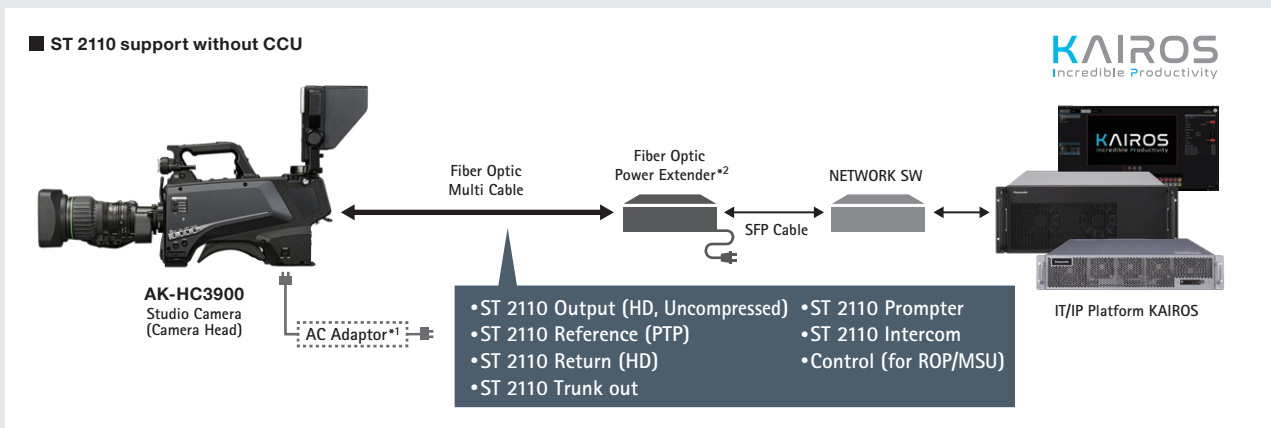 ■ ST 2110 support without CCU
KAIROS
Incredible Productivity
Fiber Optic
Multi Cable
Fiber Optic
Power Extender*2
NETWORK SW
SFP Cable
KAIROS
Incredible Productivity
Panasonic
Panasonic
AK-HC3900
Studio Camera
(Camera Head)
AC Adaptor*1
•ST 2110 Output (HD, Uncompressed)
•ST 2110 Reference (PTP)
•ST 2110 Return (HD)
•ST 2110 Trunk out
•ST 2110 Prompter
•ST 2110 Intercom
•Control (for ROP/MSU)
IT/IP Platform KAIROS